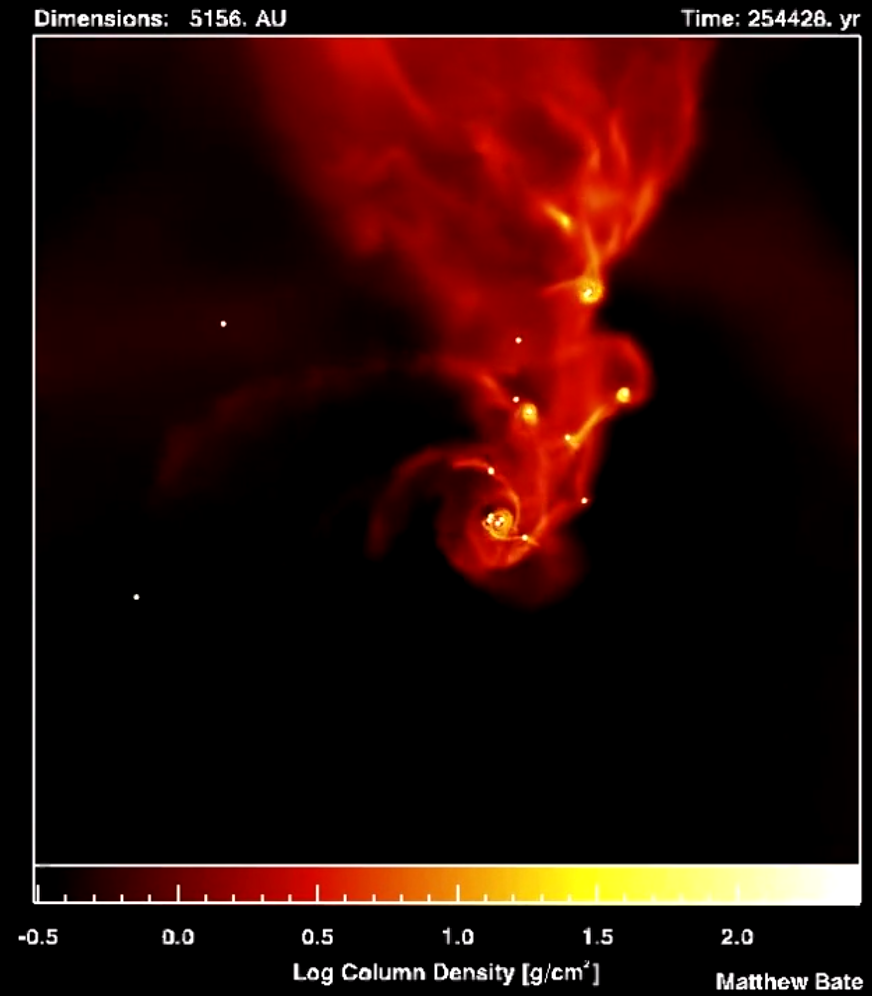 Dimensions: 5156. AU Time: 254428. yr
-0.5 0.0 0.5 1.0 1.5 2.0
Log Column Density [g/cm²]
Matthew Bate